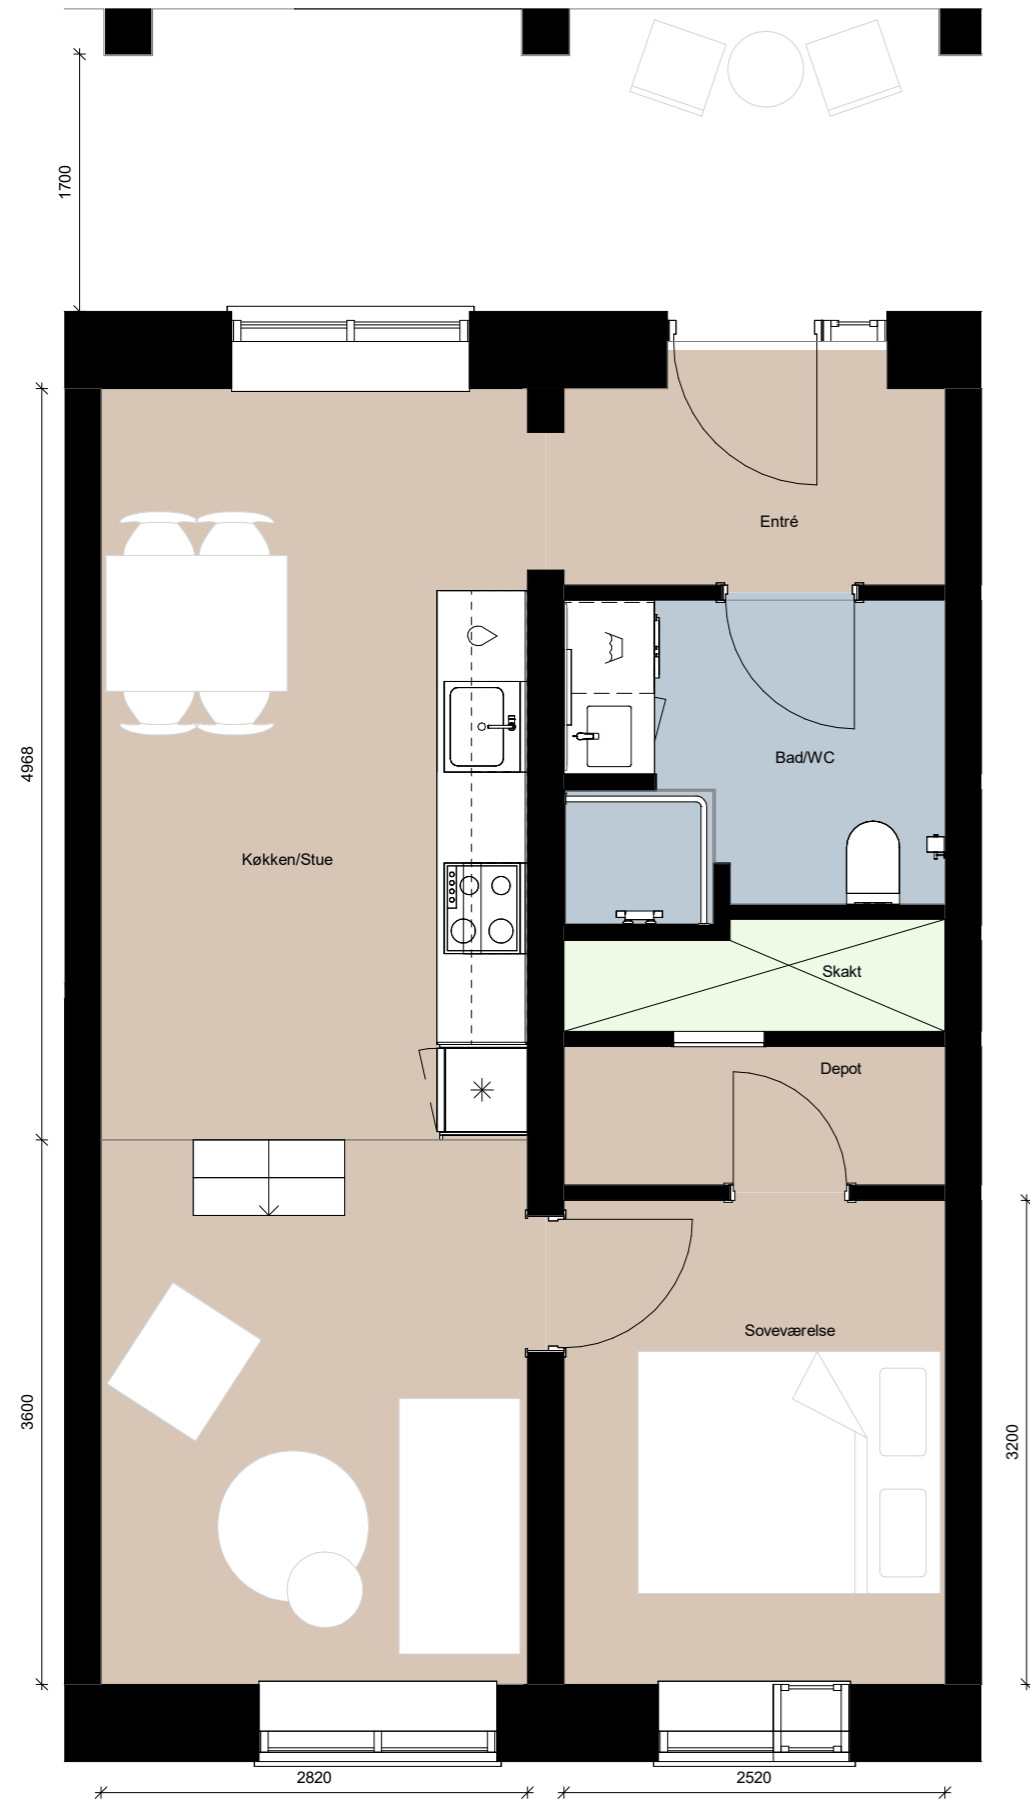 1700
Entré
4968
Bad/WC
Køkken/Stue
Skakt
Depot
Soveværelse
3600
3200
2820
2520